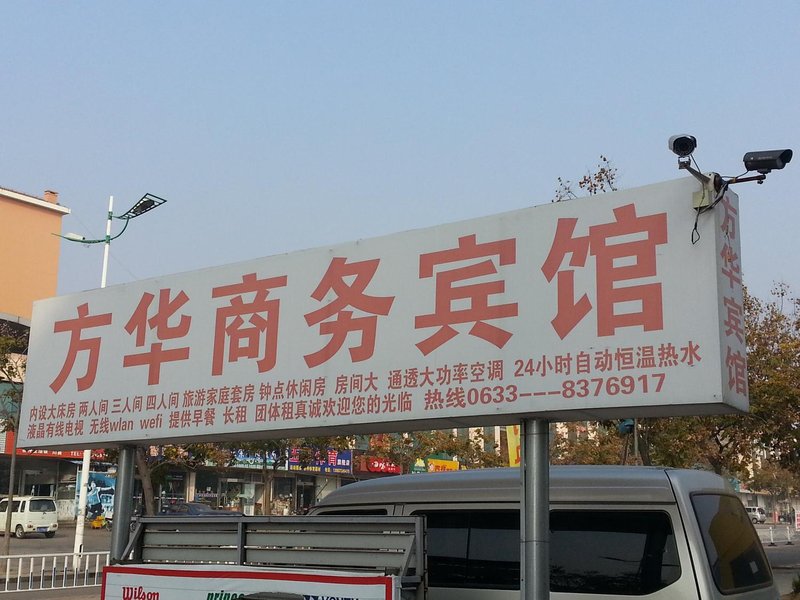 方华商务宾馆
内设大床房 两人间 三人间 四人间 旅游家庭套房 钟点休闲房 房间大 通透大功率空调 24小时自动恒温热水
液晶有线电视 无线wlan wefi 提供早餐 长租 团体租真诚欢迎您的光临 热线0633---8376917
方华宾馆
Wilson
prince